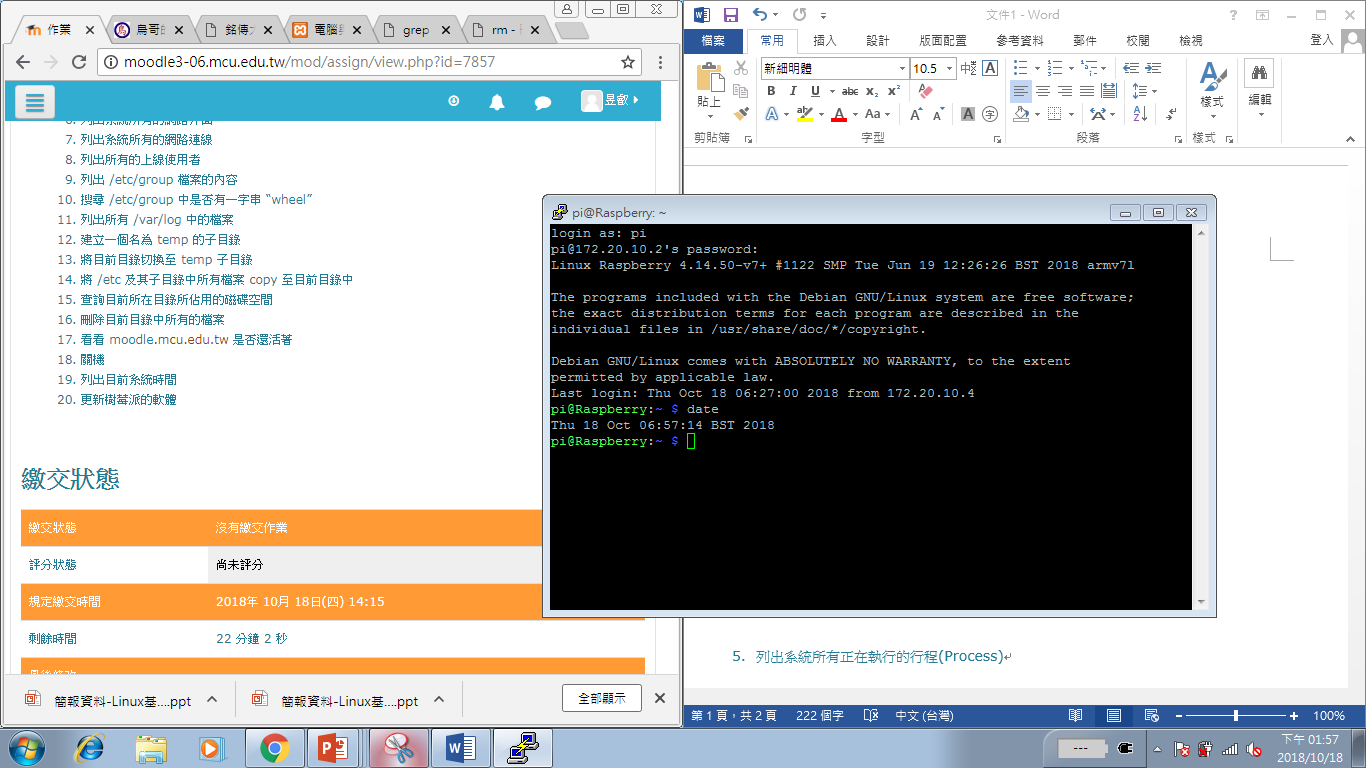 作業
鳥哥的
銘傳大
電腦與
grep
rm -
moodle3-06.mcu.edu.tw/mod/assign/view.php?id=7857
昱叡
7. 列出系統所有的網路連線
8. 列出所有的上線使用者
9. 列出 /etc/group 檔案的內容
10. 搜尋 /etc/group 中是否有一字串 “wheel”
11. 列出所有 /var/log 中的檔案
12. 建立一個名為 temp 的子目錄
13. 將目前目錄切換至 temp 子目錄
14. 將 /etc 及其子目錄中所有檔案 copy 至目前目錄中
15. 查詢目前所在目錄所佔用的磁碟空間
16. 刪除目前目錄中所有的檔案
17. 看看 moodle.mcu.edu.tw 是否還活著
18. 關機
19. 列出目前系統時間
20. 更新樹莓派的軟體
繳交狀態
繳交狀態 沒有繳交作業
評分狀態 尚未評分
規定繳交時間 2018年 10月 18日(四) 14:15
剩餘時間 22 分鐘 2 秒
簡報資料-Linux基....ppt
簡報資料-Linux基....ppt
全部顯示
文件1 - Word
檔案 常用 插入 設計 版面配置 參考資料 郵件 校閱 檢視 登入
貼上
新細明體 10.5
樣式
編輯
剪貼簿 字型 段落 樣式
pi@Raspberry: ~
login as: pi
pi@172.20.10.2's password:
Linux Raspberry 4.14.50-v7+ #1122 SMP Tue Jun 19 12:26:26 BST 2018 armv7l
The programs included with the Debian GNU/Linux system are free software;
the exact distribution terms for each program are described in the
individual files in /usr/share/doc/*/copyright.
Debian GNU/Linux comes with ABSOLUTELY NO WARRANTY, to the extent
permitted by applicable law.
Last login: Thu Oct 18 06:27:00 2018 from 172.20.10.4
pi@Raspberry:~ $ date
Thu 18 Oct 06:57:14 BST 2018
pi@Raspberry:~ $
5. 列出系統所有正在執行的行程(Process)
第 1 頁，共 2 頁 222 個字 中文 (台灣) 100%
下午 01:57
2018/10/18